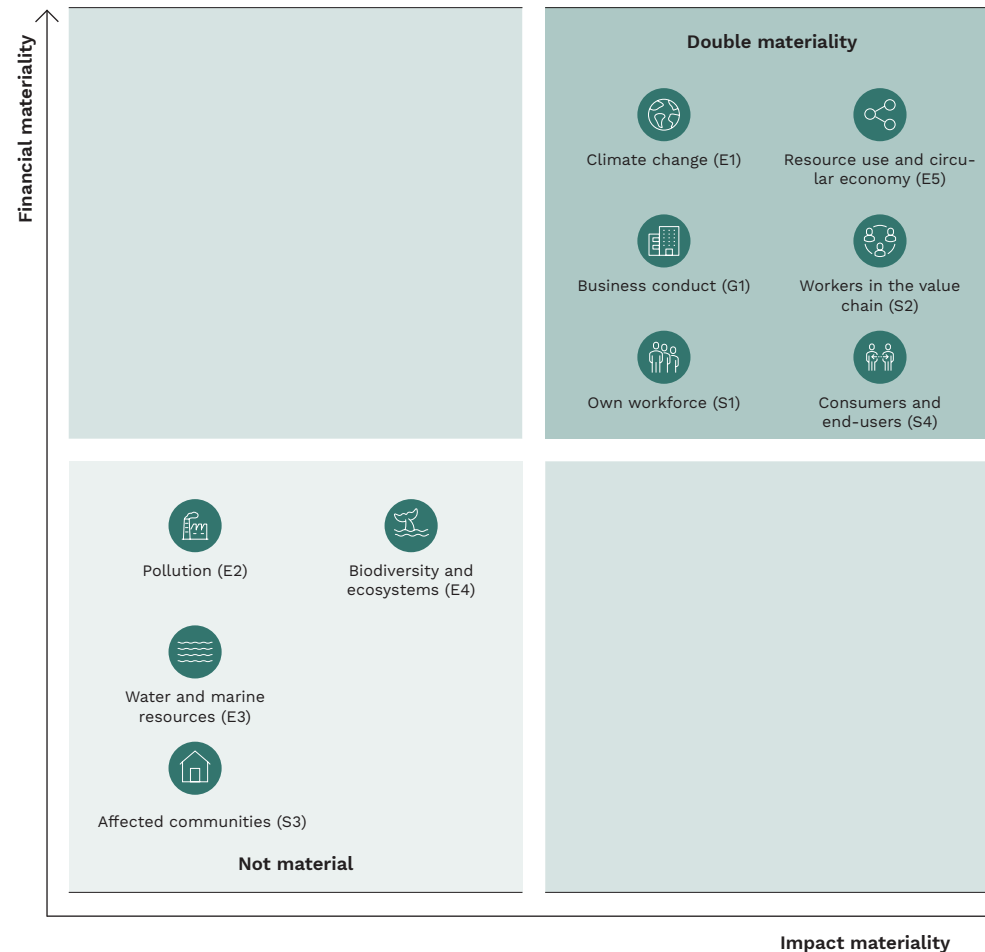 Financial materiality
Double materiality
Climate change (E1)
Resource use and circu-
lar economy (E5)
Business conduct (G1)
Workers in the value
chain (S2)
Own workforce (S1)
Consumers and
end-users (S4)
Pollution (E2)
Biodiversity and
ecosystems (E4)
Water and marine
resources (E3)
Affected communities (S3)
Not material
Impact materiality